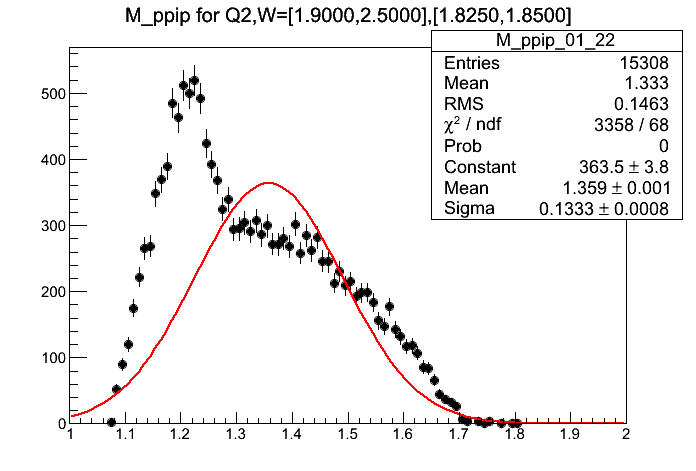 M_ppip for Q2,W=[1.9000,2.5000],[1.8250,1.8500]
M_ppip_01_22
Entries 15308
Mean 1.333
RMS 0.1463
χ² / ndf 3358 / 68
Prob 0
Constant 363.5 ± 3.8
Mean 1.359 ± 0.001
Sigma 0.1333 ± 0.0008
500
400
300
200
100
0
1 1.1 1.2 1.3 1.4 1.5 1.6 1.7 1.8 1.9 2